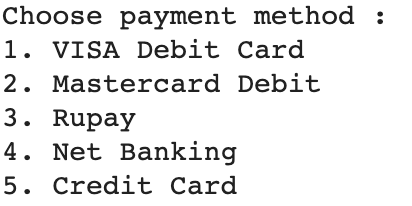 Choose payment method :
1. VISA Debit Card
2. Mastercard Debit
3. Rupay
4. Net Banking
5. Credit Card